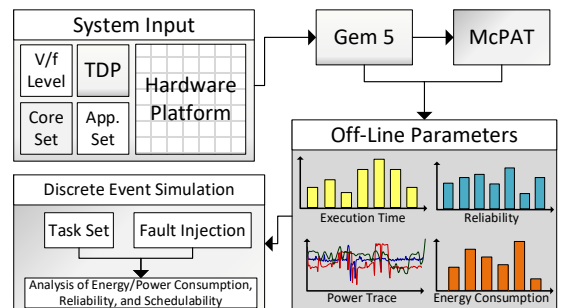 System Input
V/f
Level
TDP
Core
Set
App.
Set
Hardware
Platform
Gem 5
McPAT
Off-Line Parameters
Execution Time
Reliability
Power Trace
Energy Consumption
Discrete Event Simulation
Task Set
Fault Injection
Analysis of Energy/Power Consumption,
Reliability, and Schedulability